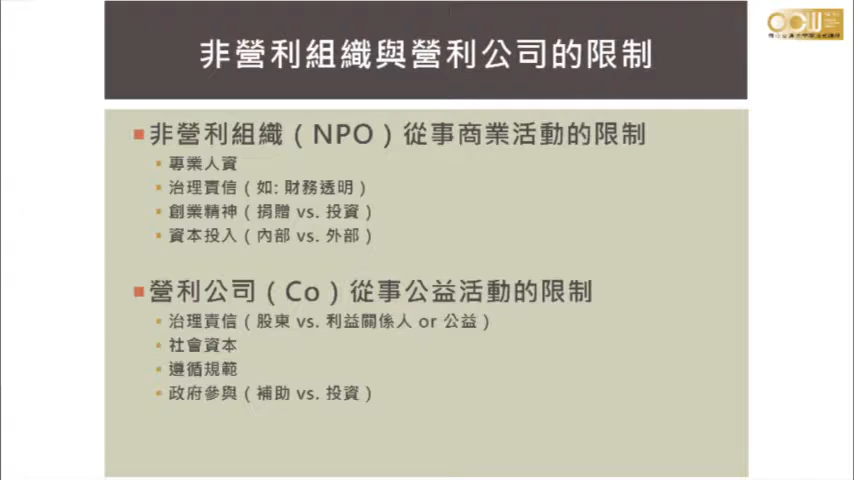 非營利組織與營利公司的限制
OCW
非營利組織（NPO）從事商業活動的限制
專業人資
治理責信（如: 財務透明）
創業精神（捐贈 vs. 投資）
資本投入（內部 vs. 外部）
營利公司（Co）從事公益活動的限制
治理責信（股東 vs. 利益關係人 or 公益）
社會資本
遵循規範
政府參與（補助 vs. 投資）